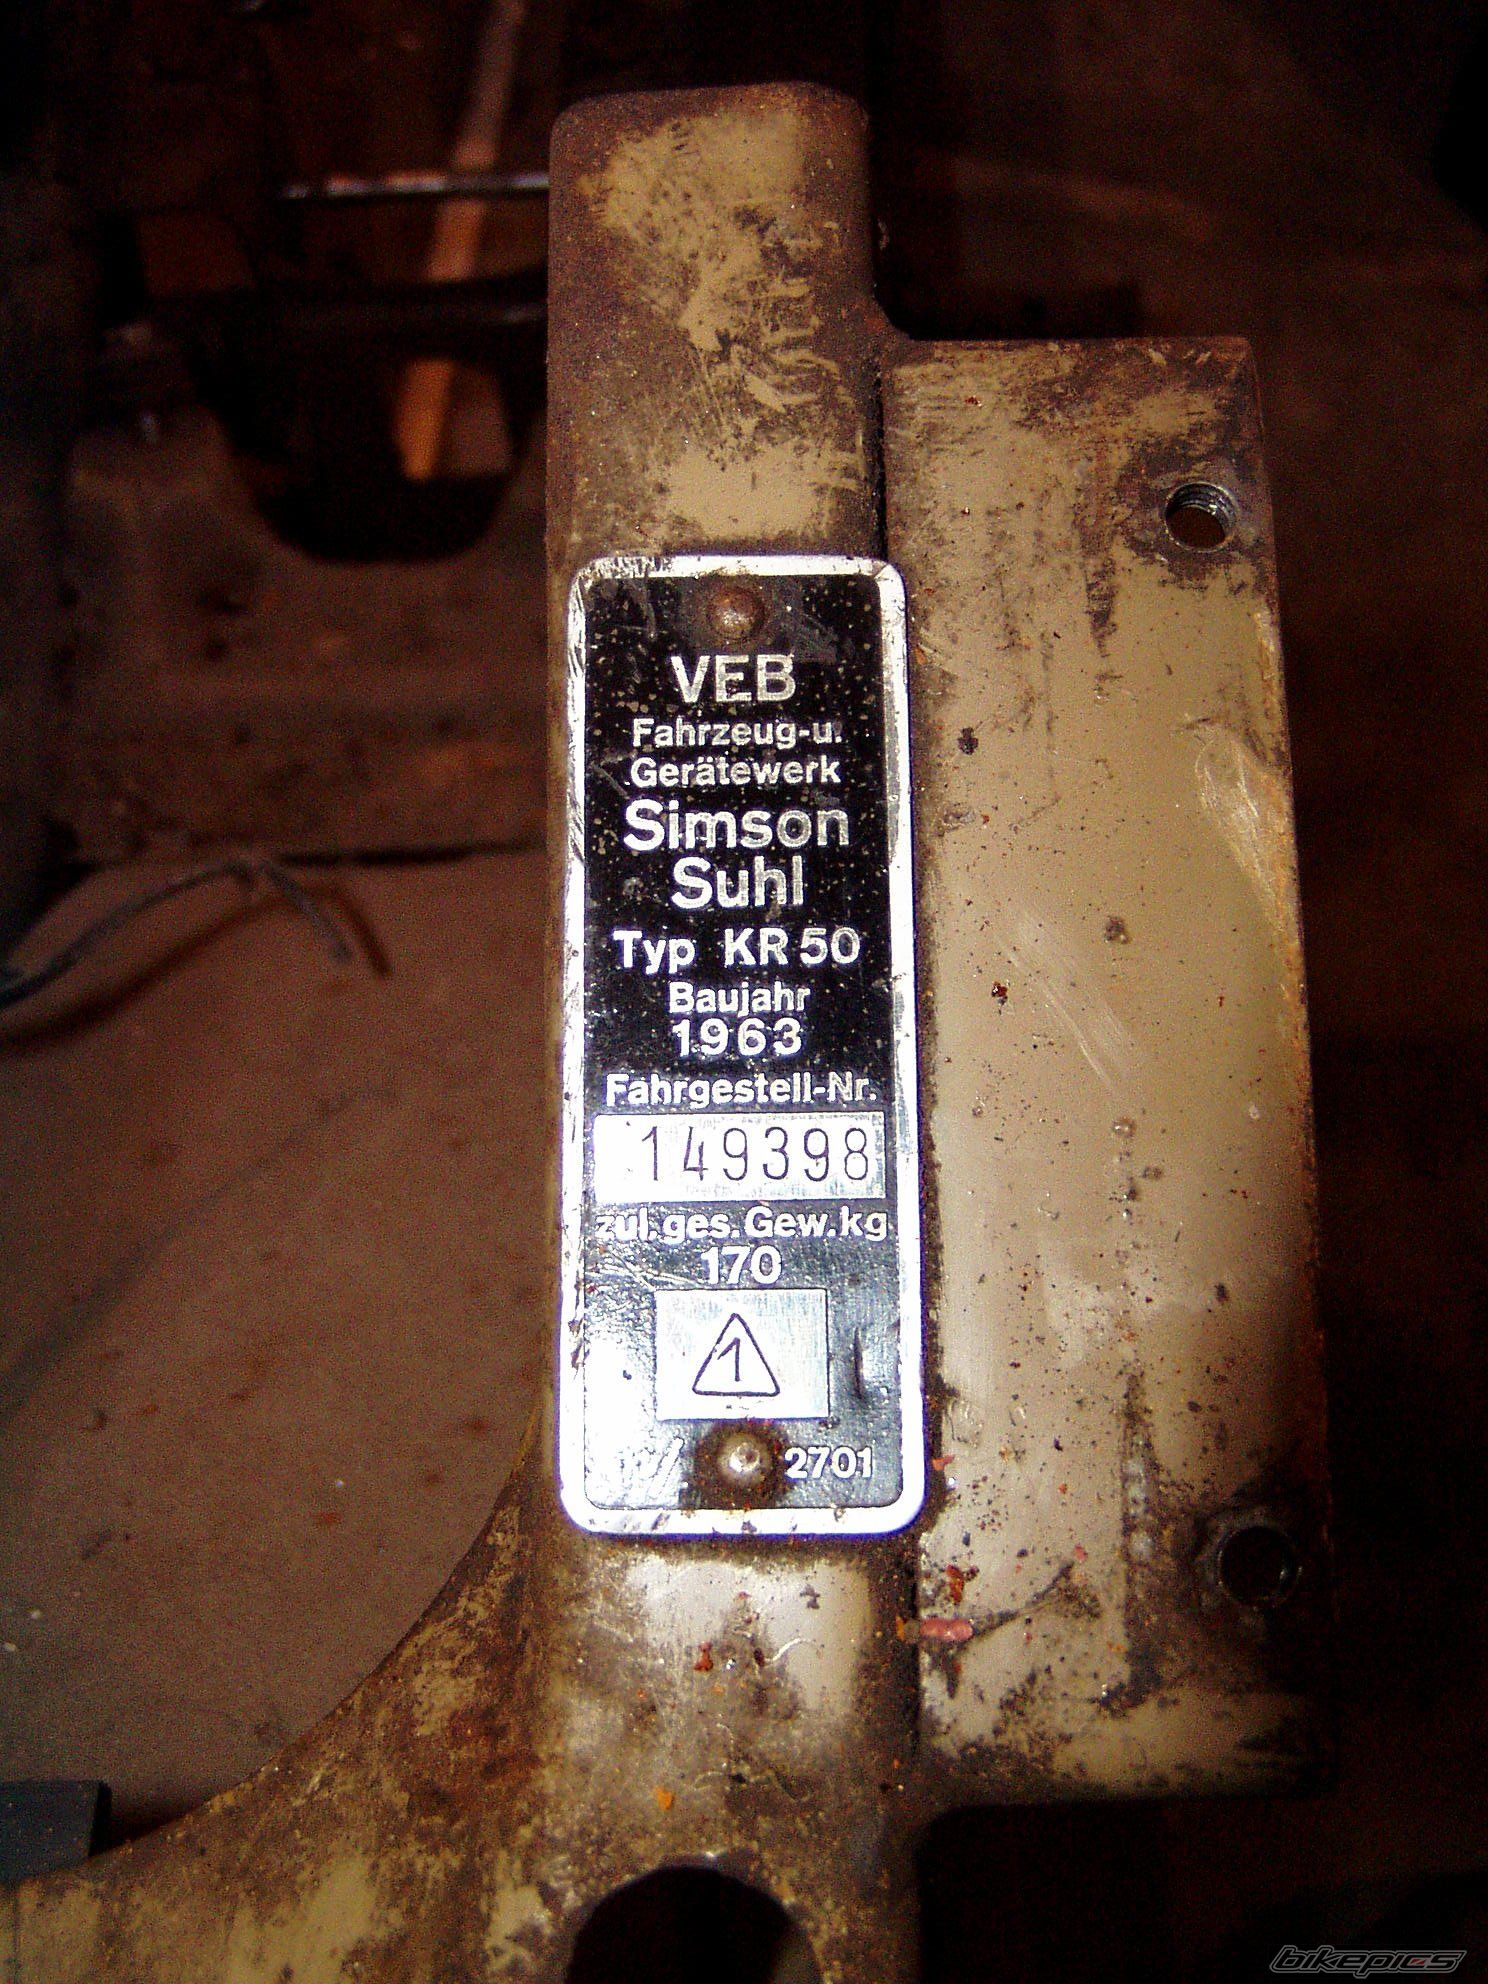 VEB
Fahrzeug-u.
Gerätewerk
Simson
Suhl
Typ KR 50
Baujahr
1963
Fahrgestell-Nr.
149398
zul.ges.Gew.kg
170
1
2701
bikepics